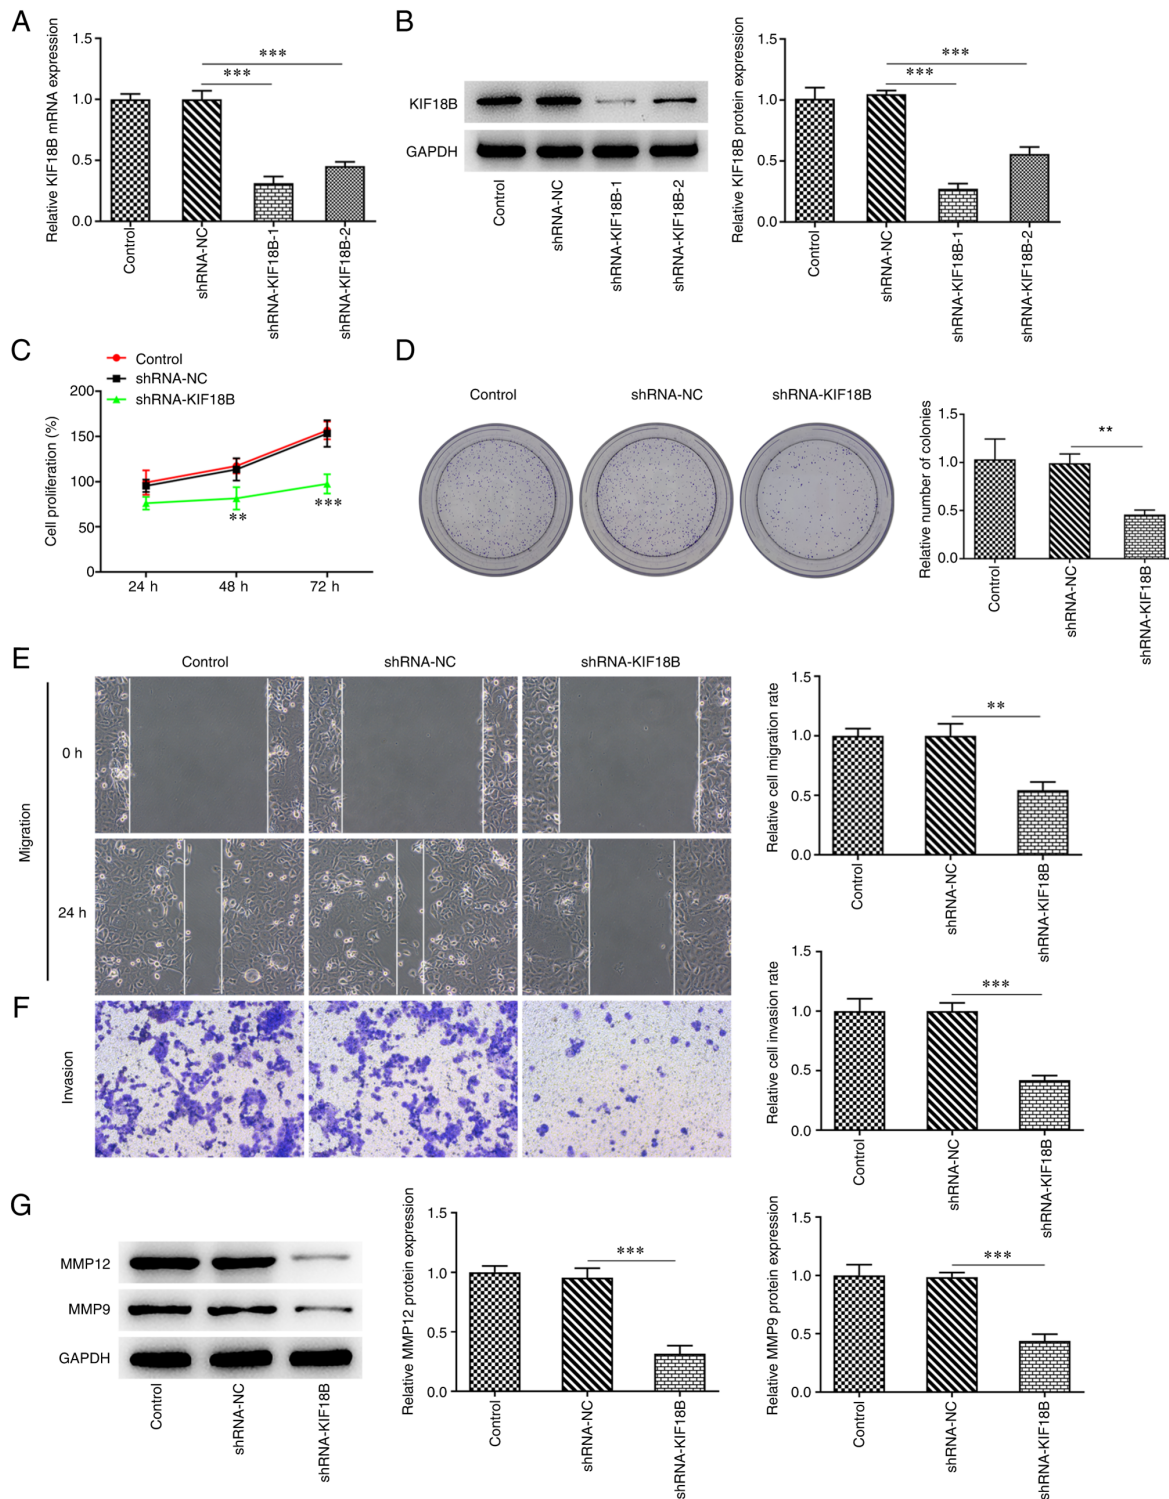 A
Relative KIF18B mRNA expression
1.5
1.0
0.5
0.0
***
***
Control
shRNA-NC
shRNA-KIF18B-1
shRNA-KIF18B-2
B
KIF18B
GAPDH
Control
shRNA-NC
shRNA-KIF18B-1
shRNA-KIF18B-2
Relative KIF18B protein expression
1.5
1.0
0.5
0.0
***
***
Control
shRNA-NC
shRNA-KIF18B-1
shRNA-KIF18B-2
C
Control
shRNA-NC
shRNA-KIF18B
Cell proliferation (%)
200
150
100
50
0
**
***
24 h
48 h
72 h
D
Control
shRNA-NC
shRNA-KIF18B
Relative number of colonies
1.5
1.0
0.5
0.0
**
Control
shRNA-NC
shRNA-KIF18B
E
Control
shRNA-NC
shRNA-KIF18B
Migration
0 h
24 h
Relative cell migration rate
1.5
1.0
0.5
0.0
**
Control
shRNA-NC
shRNA-KIF18B
F
Invasion
Relative cell invasion rate
1.5
1.0
0.5
0.0
***
Control
shRNA-NC
shRNA-KIF18B
G
MMP12
MMP9
GAPDH
Control
shRNA-NC
shRNA-KIF18B
Relative MMP12 protein expression
1.5
1.0
0.5
0.0
***
Control
shRNA-NC
shRNA-KIF18B
Relative MMP9 protein expression
1.5
1.0
0.5
0.0
***
Control
shRNA-NC
shRNA-KIF18B